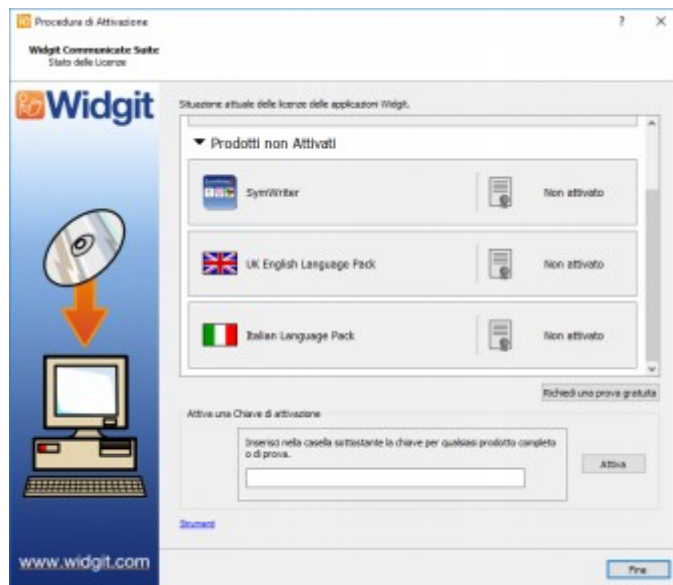 Procedura di Attivazione
Widgit Communicate Suite
Stato delle Licenze
Widgit
Situazione attuale delle licenze delle applicazioni Widgit.
Prodotti non Attivati
SymWriter
Non attivato
UK English Language Pack
Non attivato
Italian Language Pack
Non attivato
Richiedi una prova gratuita
Attiva una Chiave di attivazione
Inserisci nella casella sottostante la chiave per qualsiasi prodotto completo
o di prova.
Attiva
Strumenti
www.widgit.com
Fine